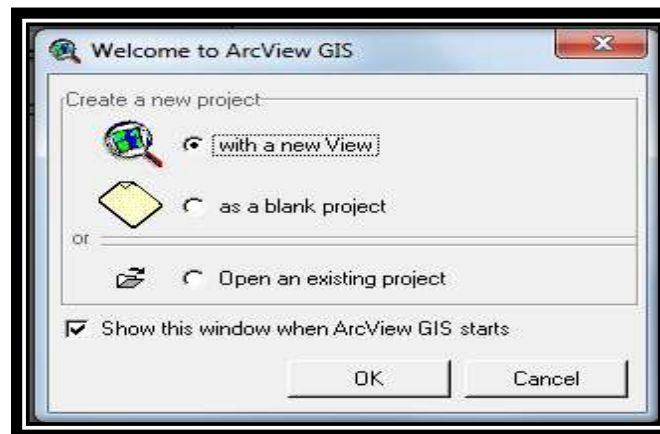 Welcome to ArcView GIS
Create a new project
with a new View
as a blank project
or
Open an existing project
Show this window when ArcView GIS starts
OK
Cancel